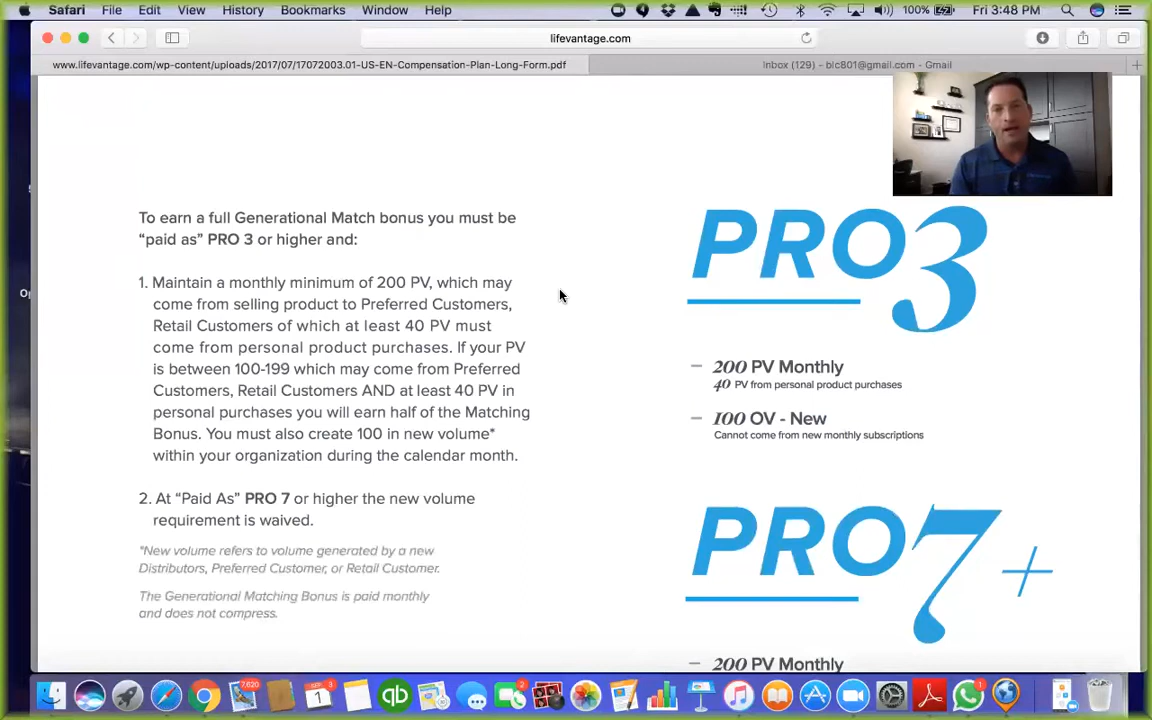 Safari File Edit View History Bookmarks Window Help 100% Fri 3:48 PM
lifevantage.com
www.lifevantage.com/wp-content/uploads/2017/07/17072003.01-US-EN-Compensation-Plan-Long-Form.pdf
Inbox (129) – blc801@gmail.com – Gmail
To earn a full Generational Match bonus you must be
“paid as” PRO 3 or higher and:
1. Maintain a monthly minimum of 200 PV, which may
come from selling product to Preferred Customers,
Retail Customers of which at least 40 PV must
come from personal product purchases. If your PV
is between 100-199 which may come from Preferred
Customers, Retail Customers AND at least 40 PV in
personal purchases you will earn half of the Matching
Bonus. You must also create 100 in new volume*
within your organization during the calendar month.
2. At “Paid As” PRO 7 or higher the new volume
requirement is waived.
*New volume refers to volume generated by a new
Distributors, Preferred Customer, or Retail Customer.
The Generational Matching Bonus is paid monthly
and does not compress.
PRO3
– 200 PV Monthly
40 PV from personal product purchases
– 100 OV - New
Cannot come from new monthly subscriptions
PRO7+
– 200 PV Monthly
7,620
3
1
2
1
qb